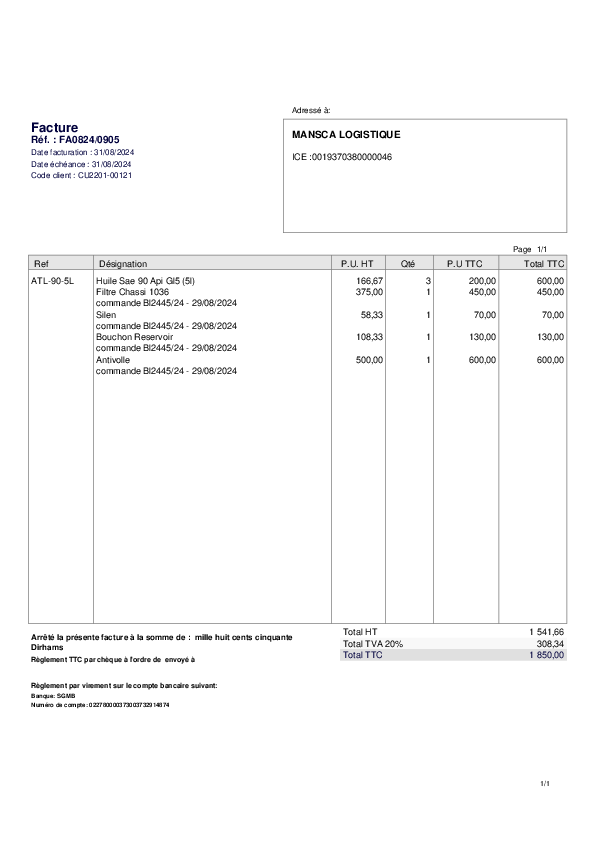 Adressé à:
Facture
Réf. : FA0824/0905
Date facturation : 31/08/2024
Date échéance : 31/08/2024
Code client : CU2201-00121
MANSCA LOGISTIQUE
ICE :0019370380000046
Page 1/1
Ref Désignation P.U. HT Qté P.U TTC Total TTC
ATL-90-5L Huile Sae 90 Api Gl5 (5l) 166,67 3 200,00 600,00
Filtre Chassi 1036 375,00 1 450,00 450,00
commande Bl2445/24 - 29/08/2024
Silen 58,33 1 70,00 70,00
commande Bl2445/24 - 29/08/2024
Bouchon Reservoir 108,33 1 130,00 130,00
commande Bl2445/24 - 29/08/2024
Antivolle 500,00 1 600,00 600,00
commande Bl2445/24 - 29/08/2024
Total HT 1 541,66
Total TVA 20% 308,34
Total TTC 1 850,00
Arrêté la présente facture à la somme de : mille huit cents cinquante
Dirhams
Règlement TTC par chèque à l'ordre de envoyé à
Règlement par virement sur le compte bancaire suivant:
Banque: SGMB
Numéro de compte:
1/1